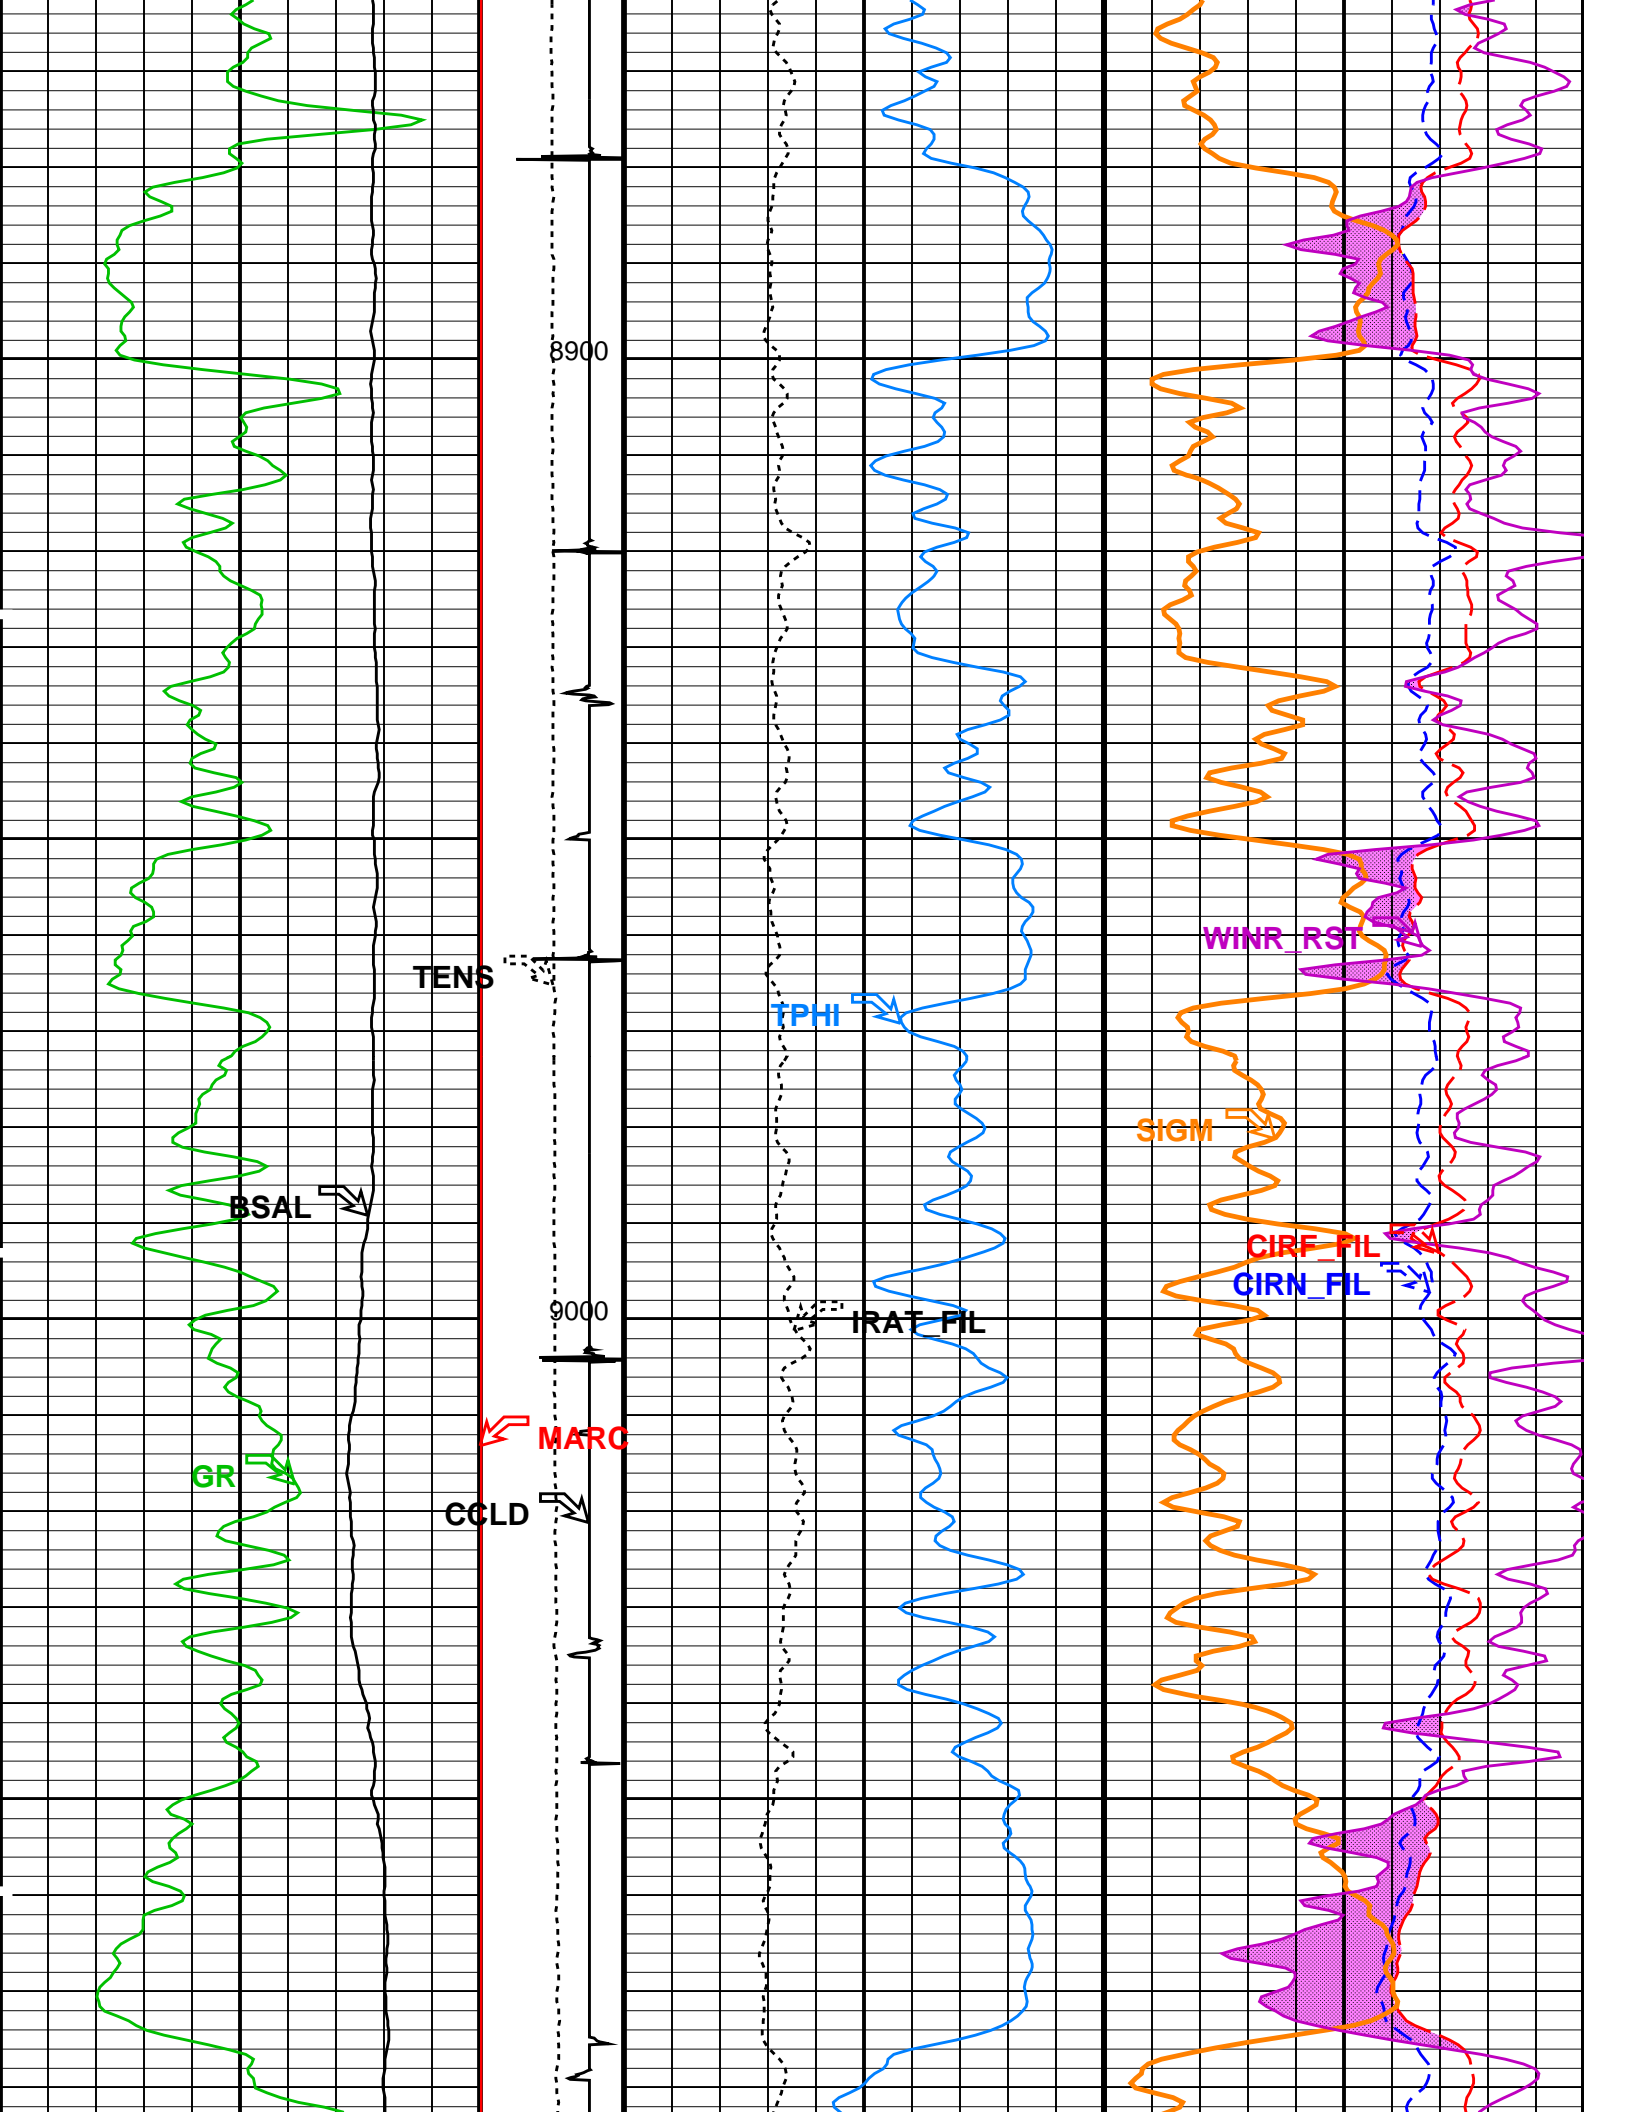 8900
WINR_RST
TENS
TPHI
SIGM
BSAL
CIRF_FIL
CIRN_FIL
9000
IRAT_FIL
MARC
GR
CCLD